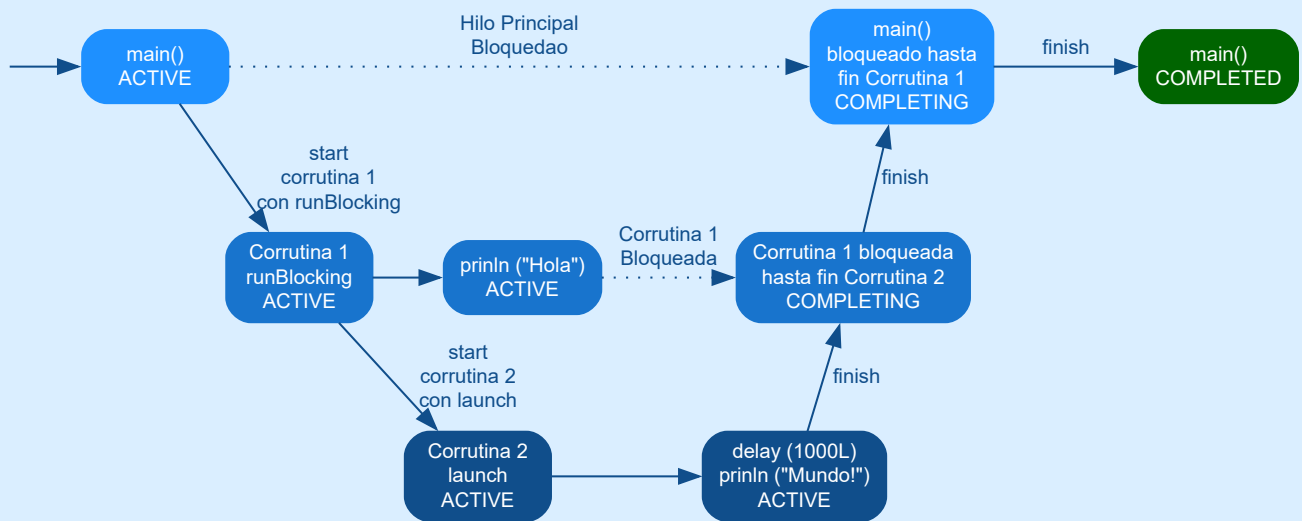 Hilo Principal
Bloquedao
main()
ACTIVE
main()
bloqueado hasta
fin Corrutina 1
COMPLETING
finish
main()
COMPLETED
start
corrutina 1
con runBlocking
finish
Corrutina 1
runBlocking
ACTIVE
prinln ("Hola")
ACTIVE
Corrutina 1
Bloqueada
Corrutina 1 bloqueada
hasta fin Corrutina 2
COMPLETING
start
corrutina 2
con launch
finish
Corrutina 2
launch
ACTIVE
delay (1000L)
prinln ("Mundo!")
ACTIVE